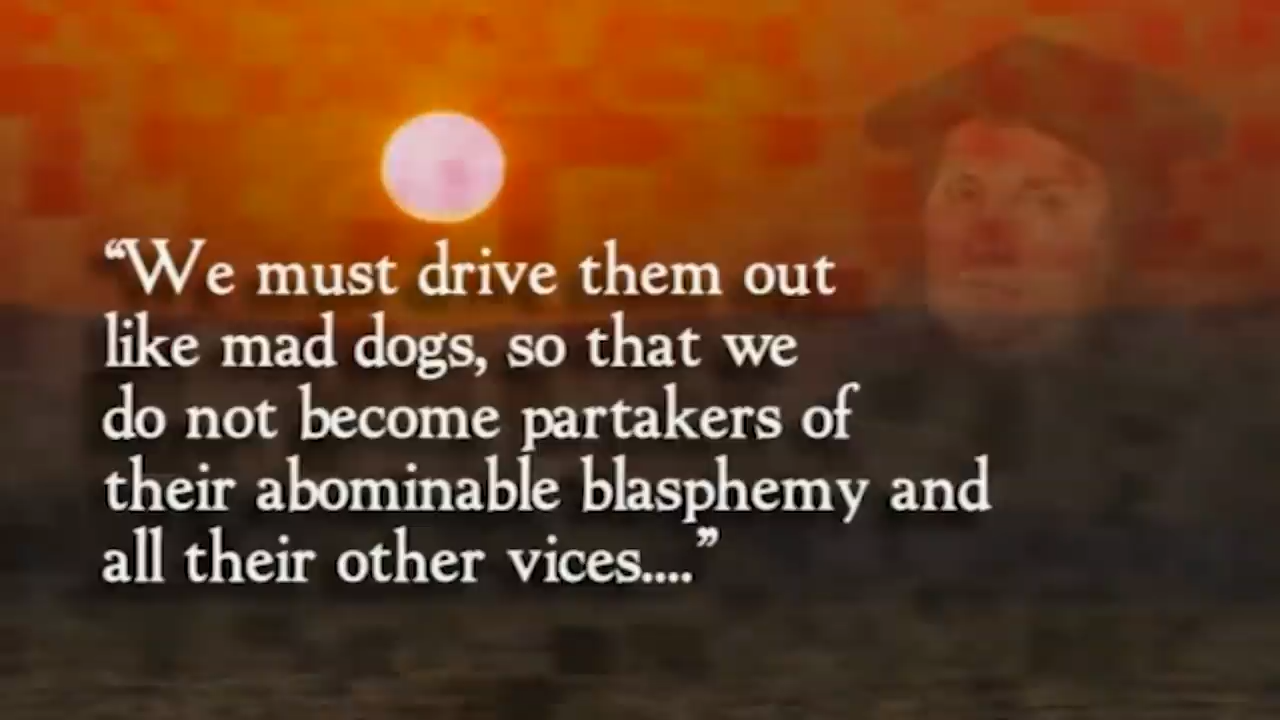 “We must drive them out
like mad dogs, so that we
do not become partakers of
their abominable blasphemy and
all their other vices....”